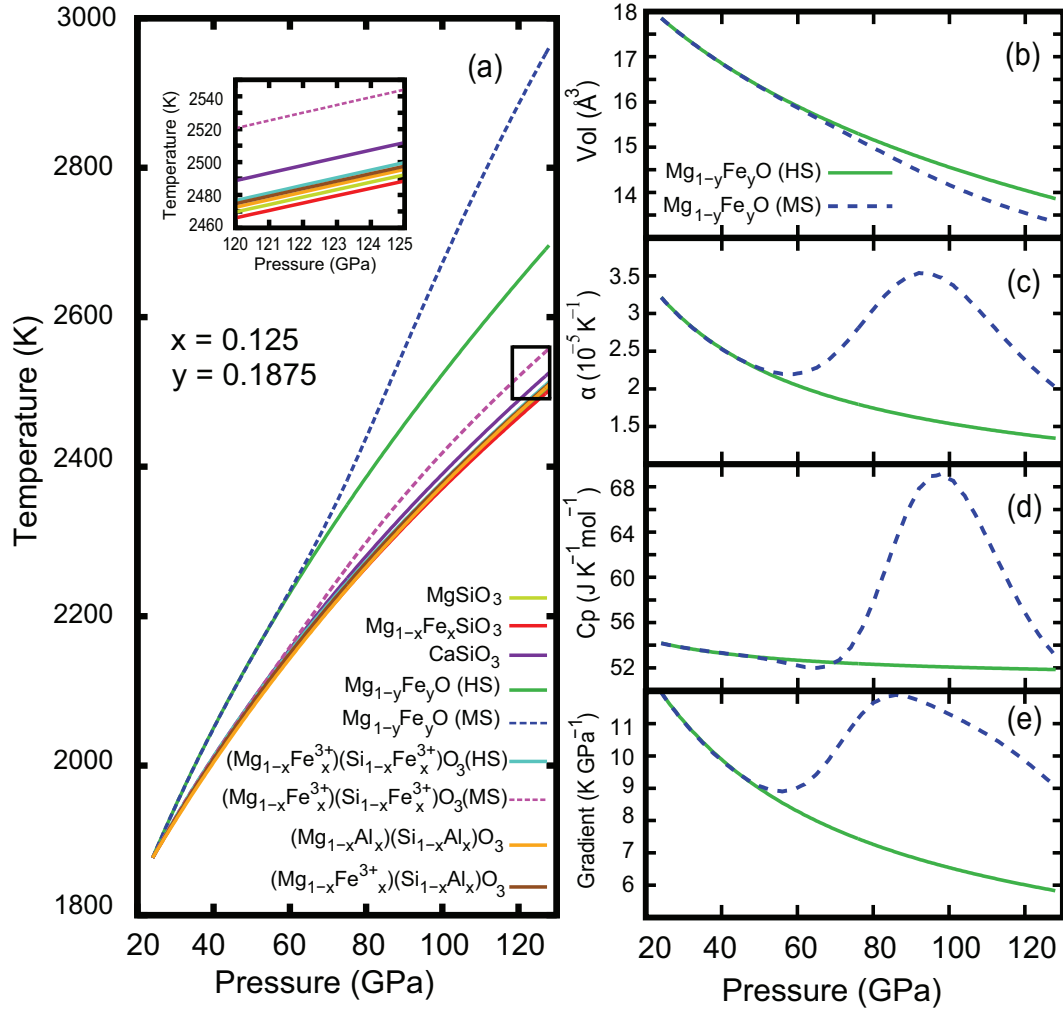 (a)
3000
2800
2600
2400
2200
2000
1800
Temperature (K)
20 40 60 80 100 120
Pressure (GPa)
2540
2520
2500
2480
2460
Temperature (K)
120 121 122 123 124 125
Pressure (GPa)
x = 0.125
y = 0.1875
MgSiO₃
Mg₁₋ₓFeₓSiO₃
CaSiO₃
Mg₁₋yFeyO (HS)
Mg₁₋yFeyO (MS)
(Mg₁₋ₓFeₓ³⁺)(Si₁₋ₓFeₓ³⁺)O₃(HS)
(Mg₁₋ₓFeₓ³⁺)(Si₁₋ₓFeₓ³⁺)O₃(MS)
(Mg₁₋ₓAlₓ)(Si₁₋ₓAlₓ)O₃
(Mg₁₋ₓFe³⁺ₓ)(Si₁₋ₓAlₓ)O₃
(b)
18
17
16
15
14
Vol (Å³)
Mg₁₋yFeyO (HS)
Mg₁₋yFeyO (MS)
(c)
3.5
3
2.5
2
1.5
α (10⁻⁵ K⁻¹)
(d)
68
64
60
56
52
Cp (J K⁻¹mol⁻¹)
(e)
11
10
9
8
7
6
Gradient (K GPa⁻¹)
20 40 60 80 100 120
Pressure (GPa)